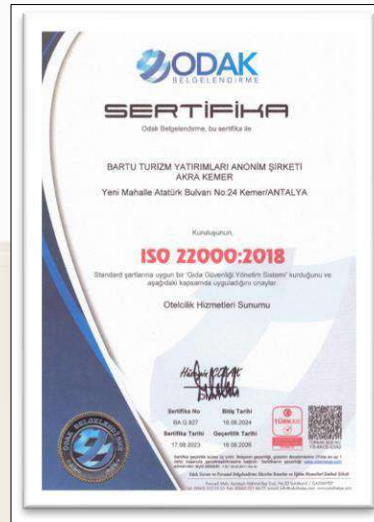 ODAK
BELGELENDİRME
SERTİFİKA
Odak Belgelendirme, bu sertifika ile
BARTU TURİZM YATIRIMLARI ANONİM ŞİRKETİ
AKRA KEMER
Yeni Mahalle Atatürk Bulvarı No:24 Kemer/ANTALYA
Kuruluşunun,
ISO 22000:2018
Standard şartlarına uygun bir 'Gıda Güvenliği Yönetim Sistemi' kurduğunu ve
aşağıdaki kapsamda uyguladığını onaylar.
Otelcilik Hizmetleri Sunumu
Sertifika No
Bitiş Tarihi
16.08.2024
Sertifika Tarihi
Geçerlilik Tarihi
17.08.2023
16.08.2026
TÜRKAK
ODAK BELGELENDİRME